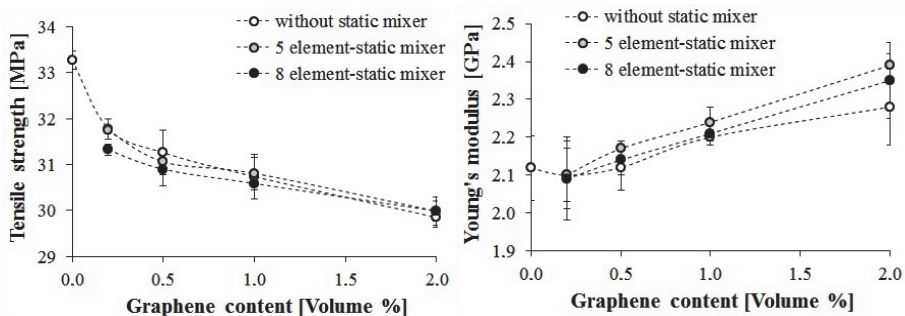 without static mixer
5 element-static mixer
8 element-static mixer
Tensile strength [MPa]
34
33
32
31
30
29
0.0 0.5 1.0 1.5 2.0
Graphene content [Volume %]
without static mixer
5 element-static mixer
8 element-static mixer
Young's modulus [GPa]
2.5
2.4
2.3
2.2
2.1
2.0
1.9
0.0 0.5 1.0 1.5 2.0
Graphene content [Volume %]